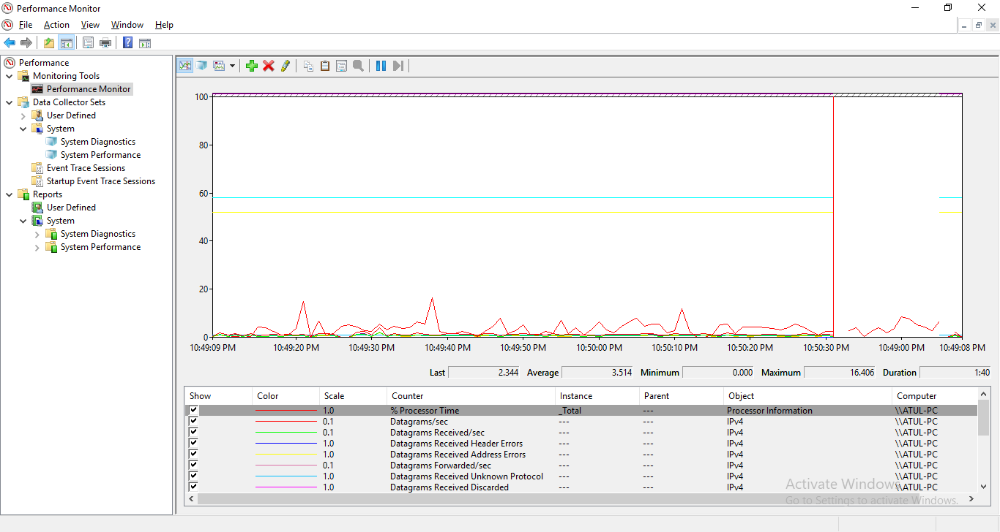 Performance Monitor
File Action View Window Help
Performance
Monitoring Tools
Performance Monitor
Data Collector Sets
User Defined
System
System Diagnostics
System Performance
Event Trace Sessions
Startup Event Trace Sessions
Reports
User Defined
System
System Diagnostics
System Performance
100
80
60
40
20
0
10:49:09 PM 10:49:20 PM 10:49:30 PM 10:49:40 PM 10:49:50 PM 10:50:00 PM 10:50:10 PM 10:50:20 PM 10:50:30 PM 10:49:00 PM 10:49:08 PM
Last 2.344 Average 3.514 Minimum 0.000 Maximum 16.406 Duration 1:40
Show Color Scale Counter Instance Parent Object Computer
1.0 % Processor Time _Total --- Processor Information \\ATUL-PC
0.1 Datagrams/sec --- --- IPv4 \\ATUL-PC
0.1 Datagrams Received/sec --- --- IPv4 \\ATUL-PC
1.0 Datagrams Received Header Errors --- --- IPv4 \\ATUL-PC
1.0 Datagrams Received Address Errors --- --- IPv4 \\ATUL-PC
0.1 Datagrams Forwarded/sec --- --- IPv4 \\ATUL-PC
1.0 Datagrams Received Unknown Protocol --- --- IPv4 \\ATUL-PC
1.0 Datagrams Received Discarded --- --- IPv4 \\ATUL-PC
Activate Windows
Go to Settings to activate Windows.